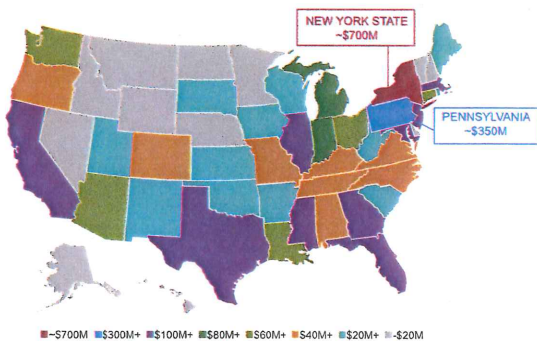 NEW YORK STATE
~$700M
PENNSYLVANIA
~$350M
~$700M $300M+ $100M+ $80M+ $60M+ $40M+ $20M+ -$20M